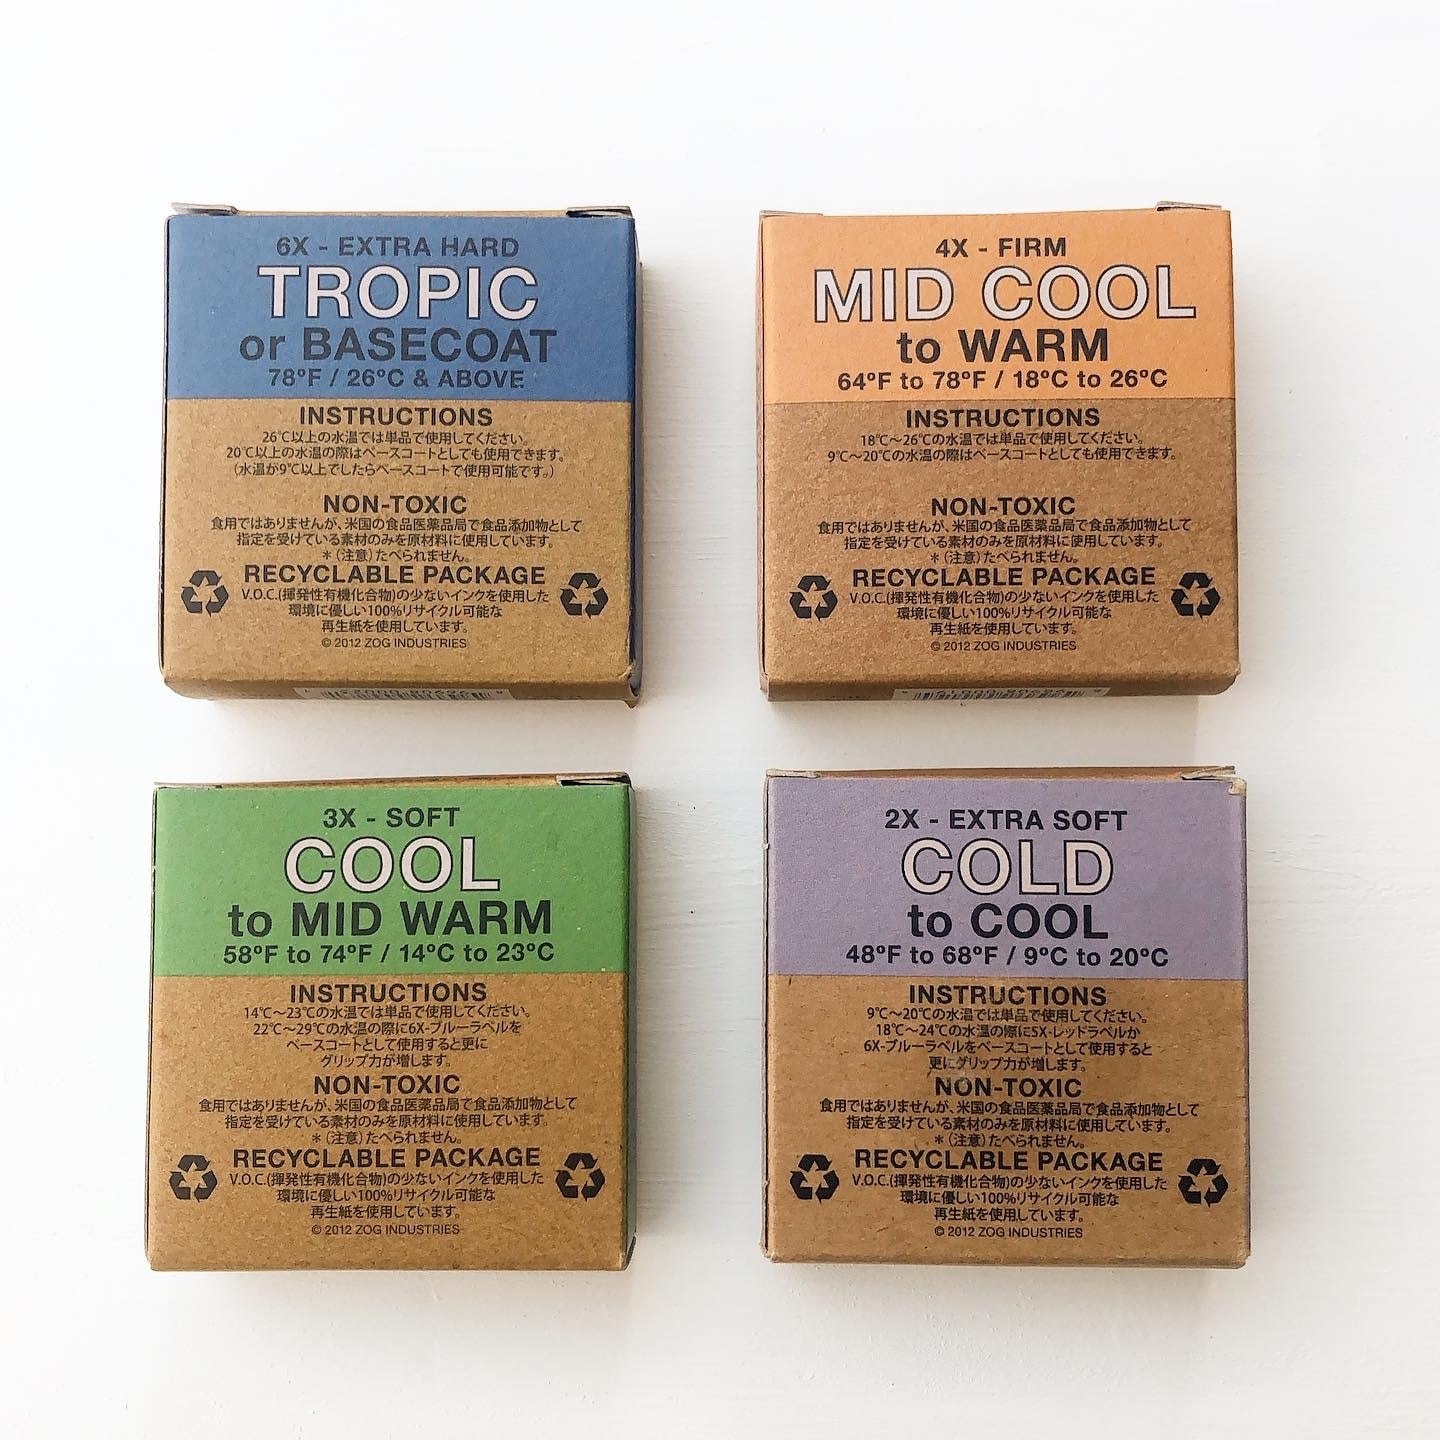 6X - EXTRA HARD
TROPIC
or BASECOAT
78ºF / 26ºC & ABOVE
INSTRUCTIONS
26℃以上の水温では単品で使用してください。
20℃以上の水温の際はベースコートとしても使用できます。
(水温が9℃以上でしたらベースコートで使用可能です。)
NON-TOXIC
食用ではありませんが、米国の食品医薬品局で食品添加物として
指定を受けている素材のみを原材料に使用しています。
＊(注意)たべられません。
RECYCLABLE PACKAGE
V.O.C.(揮発性有機化合物)の少ないインクを使用した
環境に優しい100%リサイクル可能な
再生紙を使用しています。
© 2012 ZOG INDUSTRIES
4X - FIRM
MID COOL
to WARM
64ºF to 78ºF / 18ºC to 26ºC
INSTRUCTIONS
18℃〜26℃の水温では単品で使用してください。
9℃〜20℃の水温の際はベースコートとしても使用できます。
NON-TOXIC
食用ではありませんが、米国の食品医薬品局で食品添加物として
指定を受けている素材のみを原材料に使用しています。
＊(注意)たべられません。
RECYCLABLE PACKAGE
V.O.C.(揮発性有機化合物)の少ないインクを使用した
環境に優しい100%リサイクル可能な
再生紙を使用しています。
© 2012 ZOG INDUSTRIES
3X - SOFT
COOL
to MID WARM
58ºF to 74ºF / 14ºC to 23ºC
INSTRUCTIONS
14℃〜23℃の水温では単品で使用してください。
22℃〜29℃の水温の際に6X-ブルーラベルを
ベースコートとして使用すると更に
グリップ力が増します。
NON-TOXIC
食用ではありませんが、米国の食品医薬品局で食品添加物として
指定を受けている素材のみを原材料に使用しています。
＊(注意)たべられません。
RECYCLABLE PACKAGE
V.O.C.(揮発性有機化合物)の少ないインクを使用した
環境に優しい100%リサイクル可能な
再生紙を使用しています。
© 2012 ZOG INDUSTRIES
2X - EXTRA SOFT
COLD
to COOL
48ºF to 68ºF / 9ºC to 20ºC
INSTRUCTIONS
9℃〜20℃の水温では単品で使用してください。
18℃〜24℃の水温の際に5X-レッドラベルか
6X-ブルーラベルをベースコートとして使用すると
更にグリップ力が増します。
NON-TOXIC
食用ではありませんが、米国の食品医薬品局で食品添加物として
指定を受けている素材のみを原材料に使用しています。
＊(注意)たべられません。
RECYCLABLE PACKAGE
V.O.C.(揮発性有機化合物)の少ないインクを使用した
環境に優しい100%リサイクル可能な
再生紙を使用しています。
© 2012 ZOG INDUSTRIES